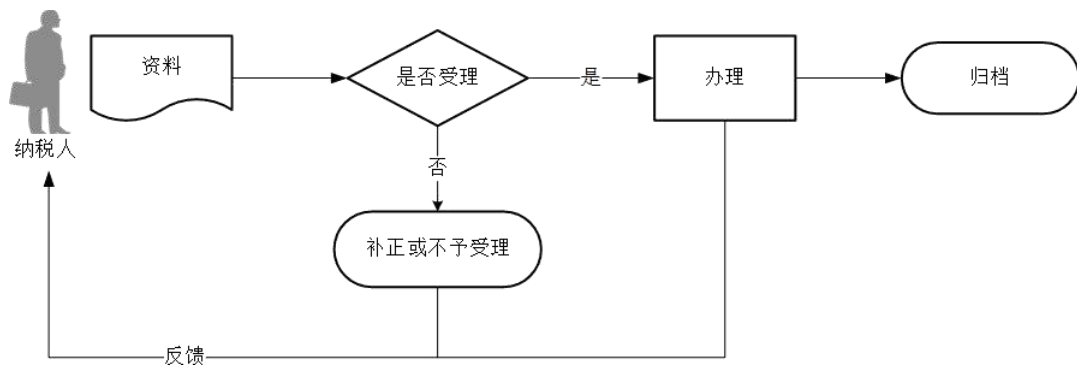 纳税人
资料
是否受理
是
办理
归档
否
补正或不予受理
反馈